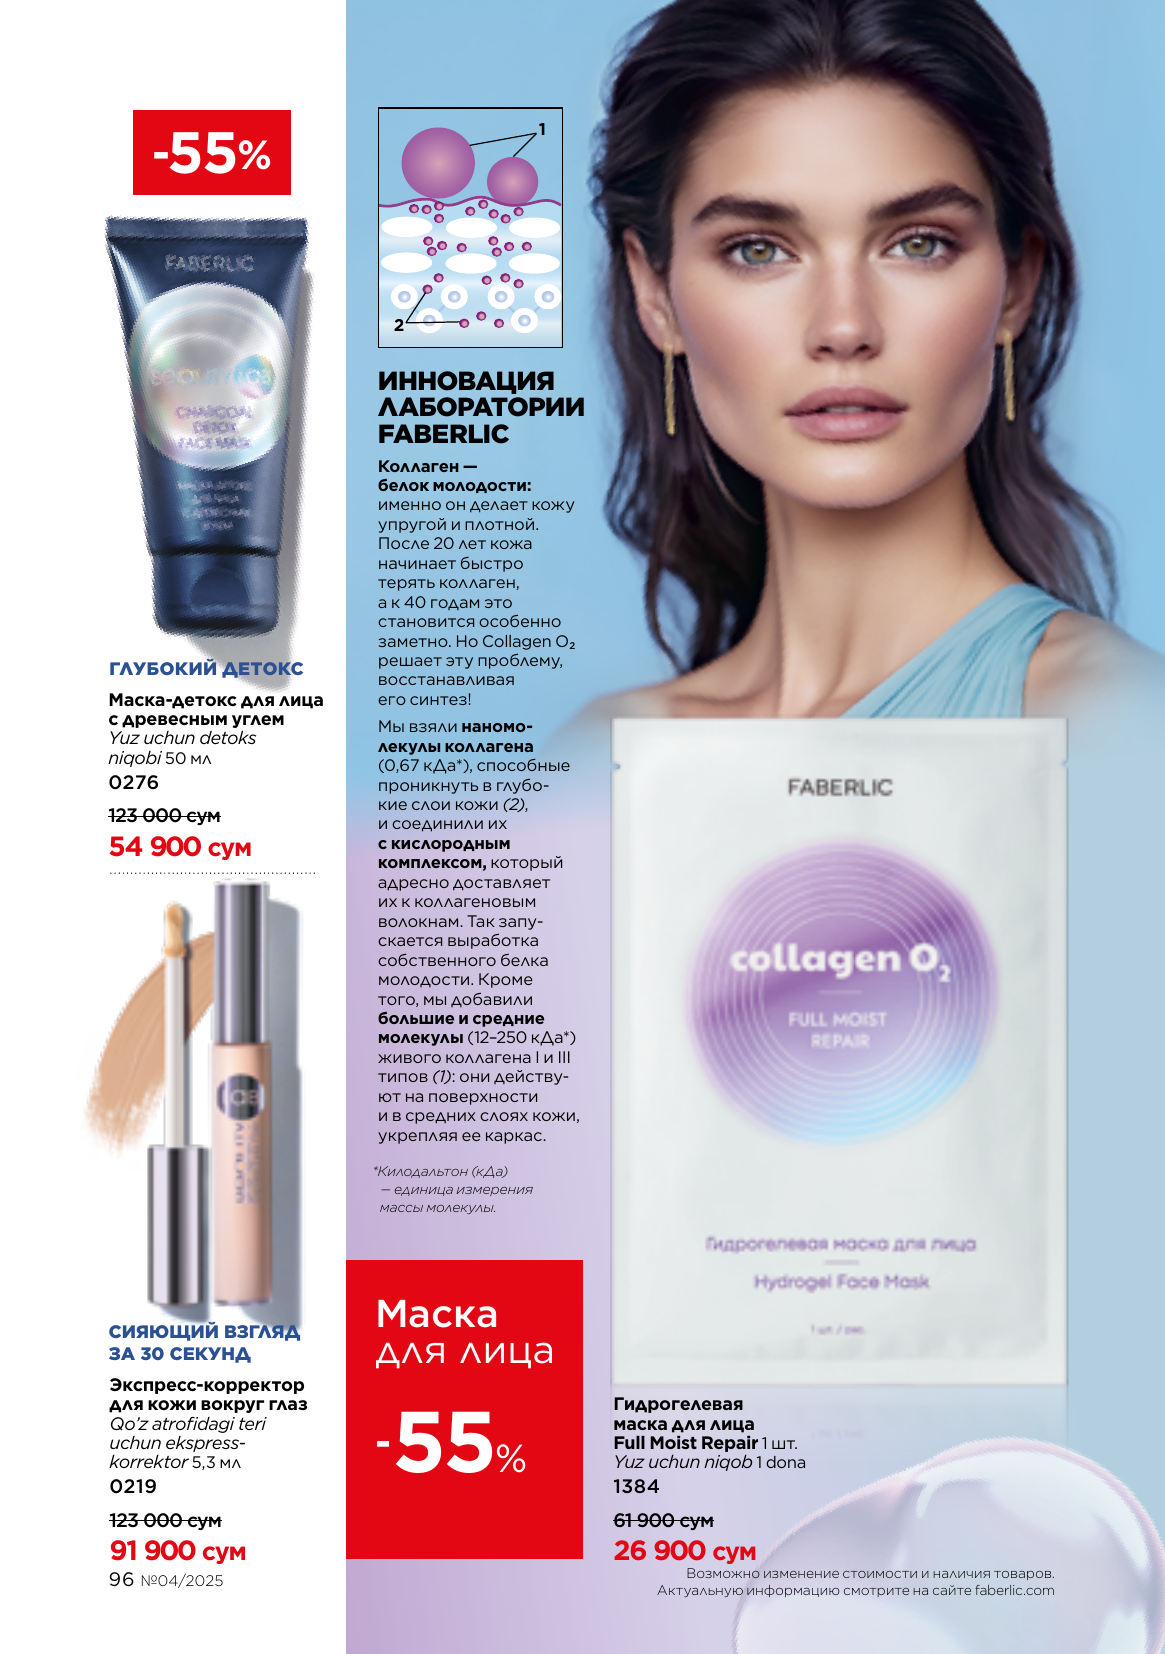 -55%
FABERLIC
CHARCOAL
DETOX
FACE MASK
ГЛУБОКИЙ ДЕТОКС
Маска-детокс для лица
с древесным углем
Yuz uchun detoks
niqobi 50 мл
0276
123 000 сум
54 900 сум
СИЯЮЩИЙ ВЗГЛЯД
ЗА 30 СЕКУНД
Экспресс-корректор
для кожи вокруг глаз
Qo’z atrofidagi teri
uchun ekspress-
korrektor 5,3 мл
0219
123 000 сум
91 900 сум
96 №04/2025
1
2
ИННОВАЦИЯ
ЛАБОРАТОРИИ
FABERLIC
Коллаген —
белок молодости:
именно он делает кожу
упругой и плотной.
После 20 лет кожа
начинает быстро
терять коллаген,
а к 40 годам это
становится особенно
заметно. Но Collagen O₂
решает эту проблему,
восстанавливая
его синтез!
Мы взяли наномо-
лекулы коллагена
(0,67 кДа*), способные
проникнуть в глубо-
кие слои кожи (2),
и соединили их
с кислородным
комплексом, который
адресно доставляет
их к коллагеновым
волокнам. Так запу-
скается выработка
собственного белка
молодости. Кроме
того, мы добавили
большие и средние
молекулы (12–250 кДа*)
живого коллагена I и III
типов (1): они действу-
ют на поверхности
и в средних слоях кожи,
укрепляя ее каркас.
*Килодальтон (кДа)
– единица измерения
массы молекулы.
Маска
для лица
-55%
FABERLIC
collagen O₂
FULL MOIST
REPAIR
Гидрогелевая маска для лица
Hydrogel Face Mask
Гидрогелевая
маска для лица
Full Moist Repair 1 шт.
Yuz uchun niqob 1 dona
1384
61 900 сум
26 900 сум
Возможно изменение стоимости и наличия товаров.
Актуальную информацию смотрите на сайте faberlic.com